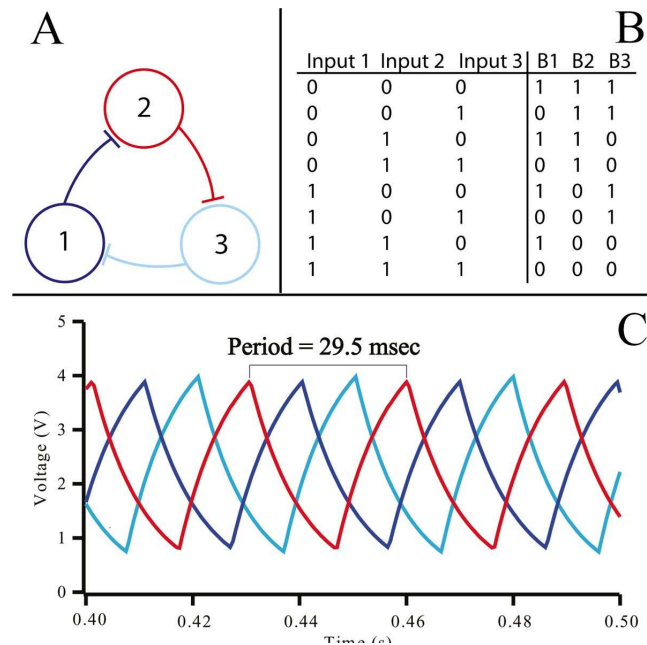 A
2
1
3
B
Input 1 Input 2 Input 3 B1 B2 B3
0 0 0 1 1 1
0 0 1 0 1 1
0 1 0 1 1 0
0 1 1 0 1 0
1 0 0 1 0 1
1 0 1 0 0 1
1 1 0 1 0 0
1 1 1 0 0 0
C
Period = 29.5 msec
Voltage (V)
5
4
3
2
1
0
0.40 0.42 0.44 0.46 0.48 0.50
Time (s)